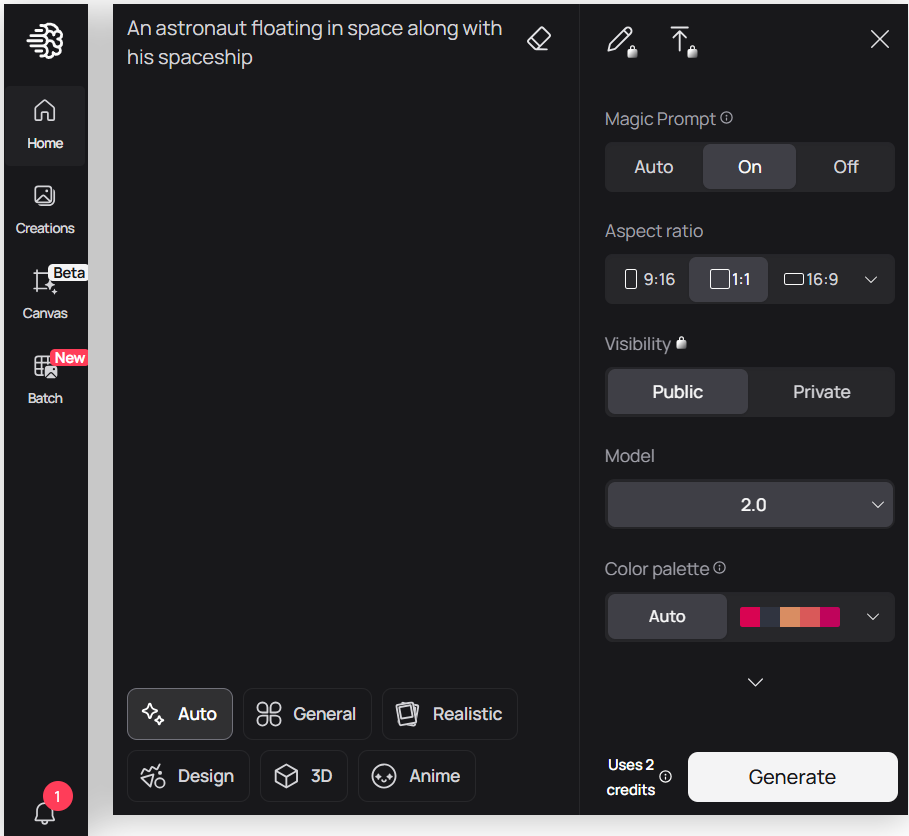 Home
Creations
Beta
Canvas
New
Batch
1
An astronaut floating in space along with
his spaceship
Auto
General
Realistic
Design
3D
Anime
Magic Prompt
Auto On Off
Aspect ratio
9:16 1:1 16:9
Visibility
Public Private
Model
2.0
Color palette
Auto
Uses 2
credits
Generate